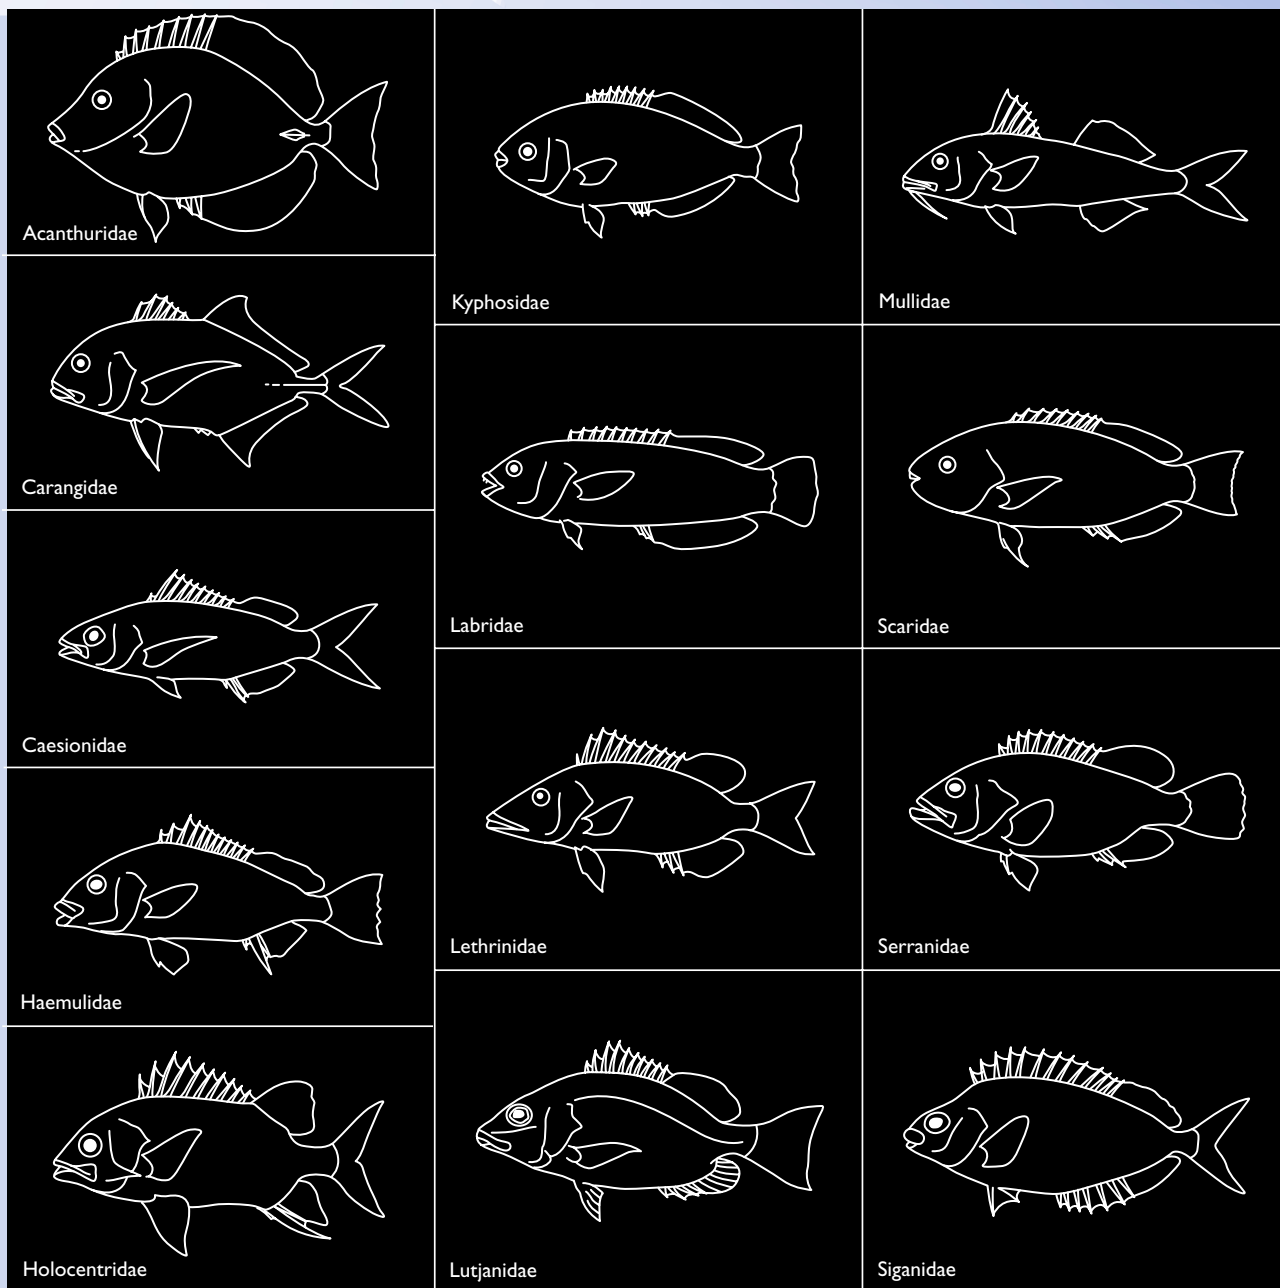 Acanthuridae
Carangidae
Caesionidae
Haemulidae
Holocentridae
Kyphosidae
Labridae
Lethrinidae
Lutjanidae
Mullidae
Scaridae
Serranidae
Siganidae